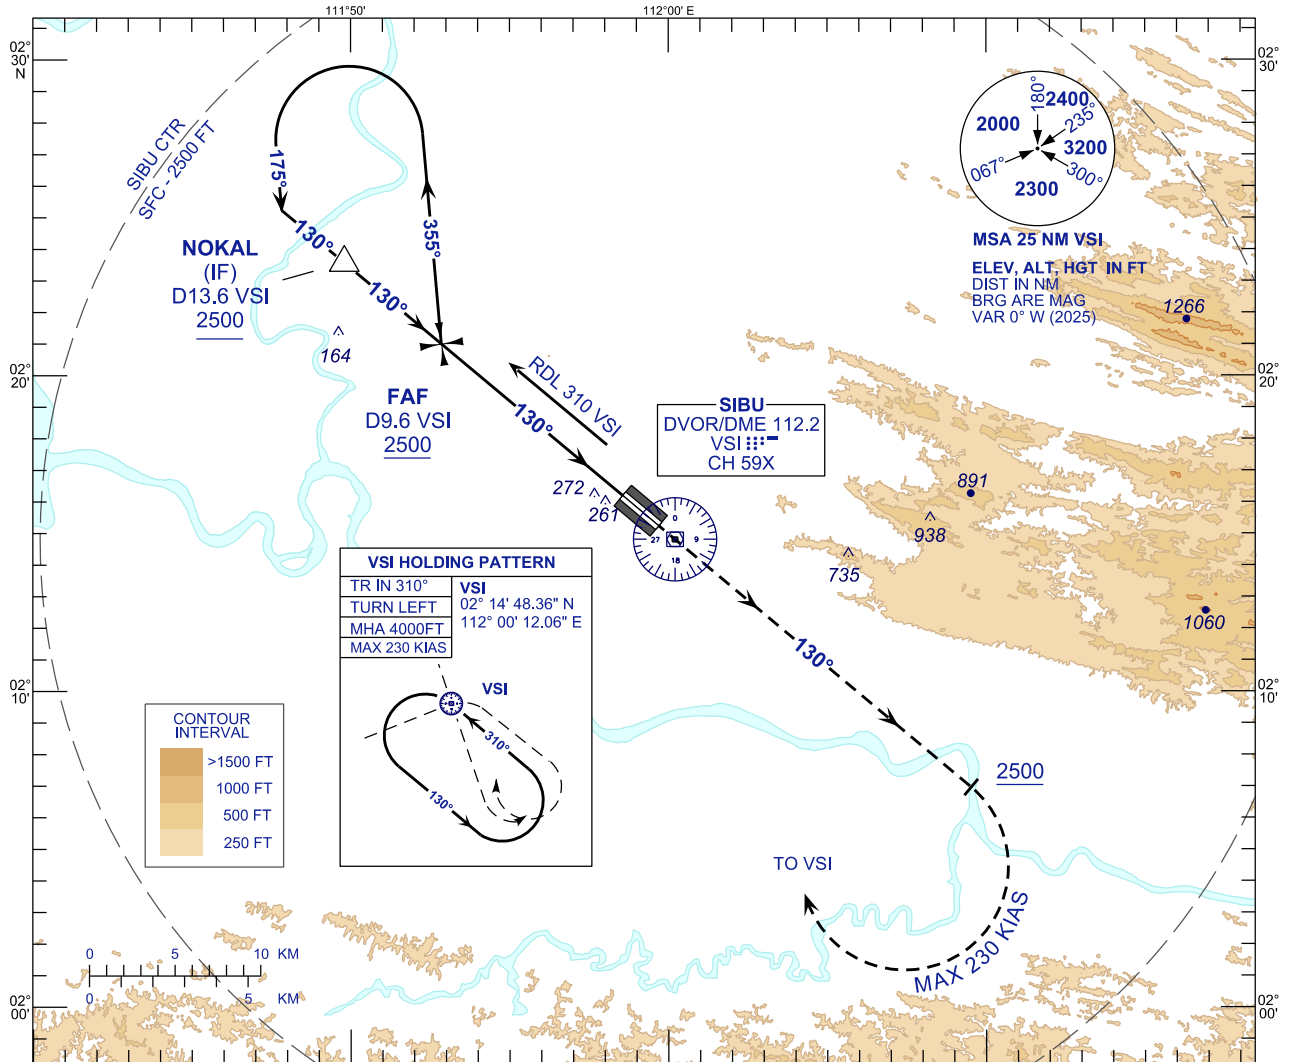 111°50'
112°00' E
02°
30'
N
02°
30'
SIBU CTR
SFC - 2500 FT
175°
130°
355°
NOKAL
(IF)
D13.6 VSI
2500
130°
164
FAF
D9.6 VSI
2500
RDL 310 VSI
130°
180°
2400
2000
235°
3200
067°
300°
2300
MSA 25 NM VSI
ELEV, ALT, HGT IN FT
DIST IN NM
BRG ARE MAG
VAR 0° W (2025)
1266
02°
20'
02°
20'
SIBU
DVOR/DME 112.2
VSI
CH 59X
272
261
0
27
9
18
891
938
735
1060
VSI HOLDING PATTERN
TR IN 310°
TURN LEFT
MHA 4000FT
MAX 230 KIAS
VSI
02° 14' 48.36" N
112° 00' 12.06" E
VSI
310°
130°
130°
02°
10'
02°
10'
CONTOUR
INTERVAL
>1500 FT
1000 FT
500 FT
250 FT
2500
TO VSI
MAX 230 KIAS
0
5
10
KM
0
5
KM
02°
00'
02°
00'